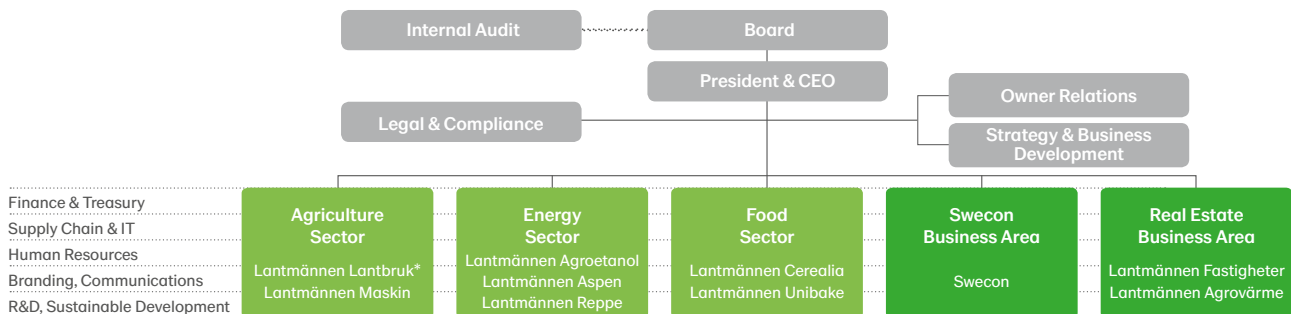 Internal Audit
Board
President & CEO
Legal & Compliance
Owner Relations
Strategy & Business
Development
Finance & Treasury
Supply Chain & IT
Human Resources
Branding, Communications
R&D, Sustainable Development
Agriculture
Sector
Lantmännen Lantbruk*
Lantmännen Maskin
Energy
Sector
Lantmännen Agroetanol
Lantmännen Aspen
Lantmännen Reppe
Food
Sector
Lantmännen Cerealia
Lantmännen Unibake
Swecon
Business Area
Swecon
Real Estate
Business Area
Lantmännen Fastigheter
Lantmännen Agrovärme